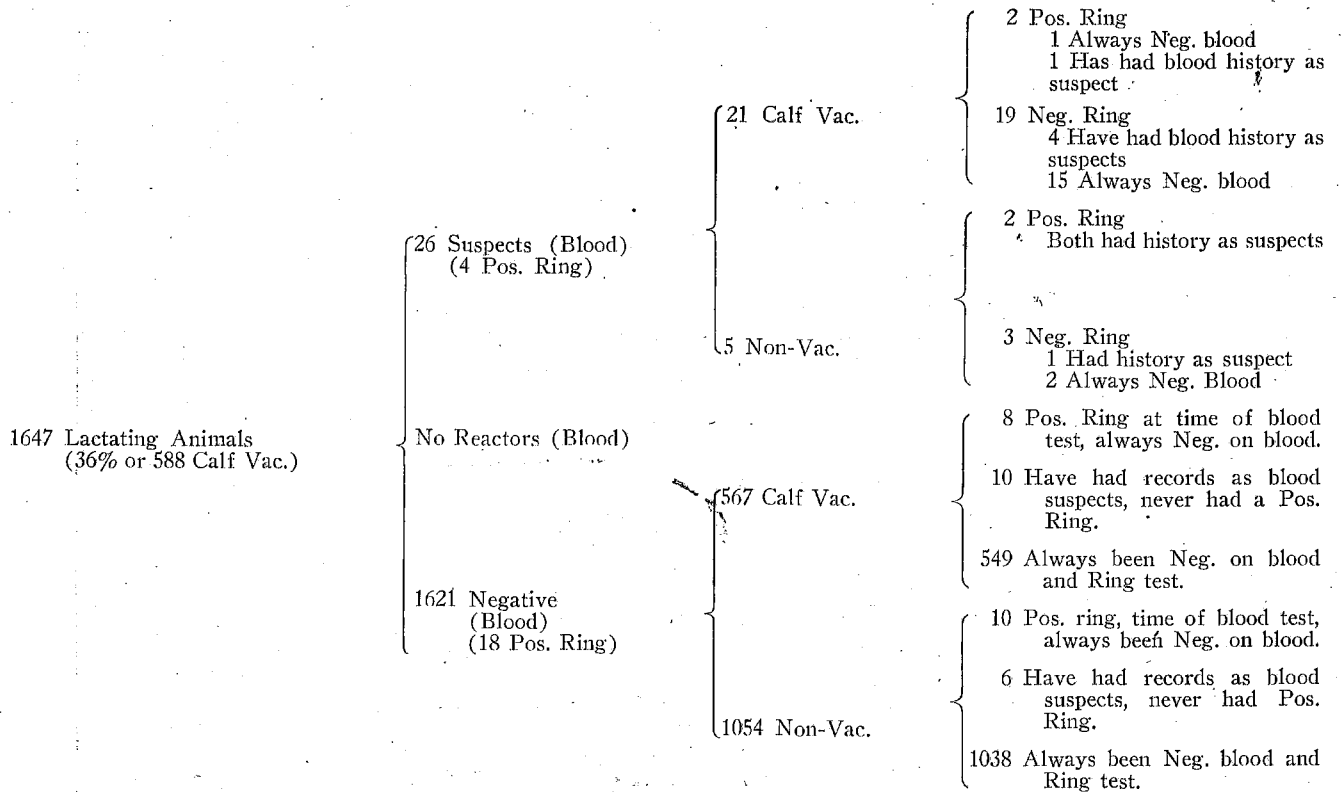 1647 Lactating Animals
(36% or 588 Calf Vac.)
26 Suspects (Blood)
(4 Pos. Ring)
No Reactors (Blood)
1621 Negative
(Blood)
(18 Pos. Ring)
21 Calf Vac.
5 Non-Vac.
567 Calf Vac.
1054 Non-Vac.
2 Pos. Ring
1 Always Neg. blood
1 Has had blood history as
suspect
19 Neg. Ring
4 Have had blood history as
suspects
15 Always Neg. blood
2 Pos. Ring
Both had history as suspects
3 Neg. Ring
1 Had history as suspect
2 Always Neg. Blood
8 Pos. Ring at time of blood
test, always Neg. on blood.
10 Have had records as blood
suspects, never had a Pos.
Ring.
549 Always been Neg. on blood
and Ring test.
10 Pos. ring, time of blood test,
always been Neg. on blood.
6 Have had records as blood
suspects, never had Pos.
Ring.
1038 Always been Neg. blood and
Ring test.